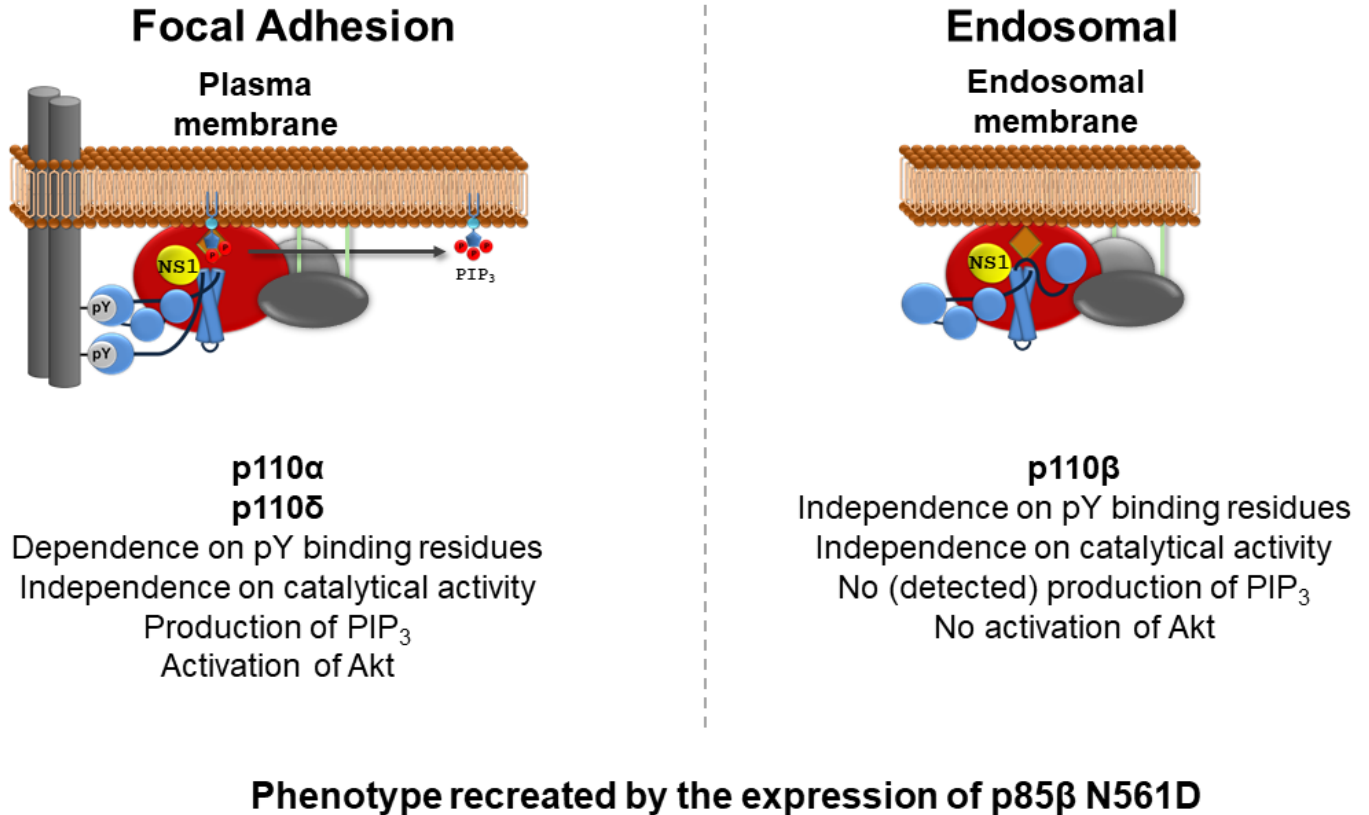 Focal Adhesion
Plasma
membrane
NS1
P
P
P
P
P
PIP₃
pY
pY
p110α
p110δ
Dependence on pY binding residues
Independence on catalytical activity
Production of PIP₃
Activation of Akt
Endosomal
Endosomal
membrane
NS1
p110β
Independence on pY binding residues
Independence on catalytical activity
No (detected) production of PIP₃
No activation of Akt
Phenotype recreated by the expression of p85β N561D